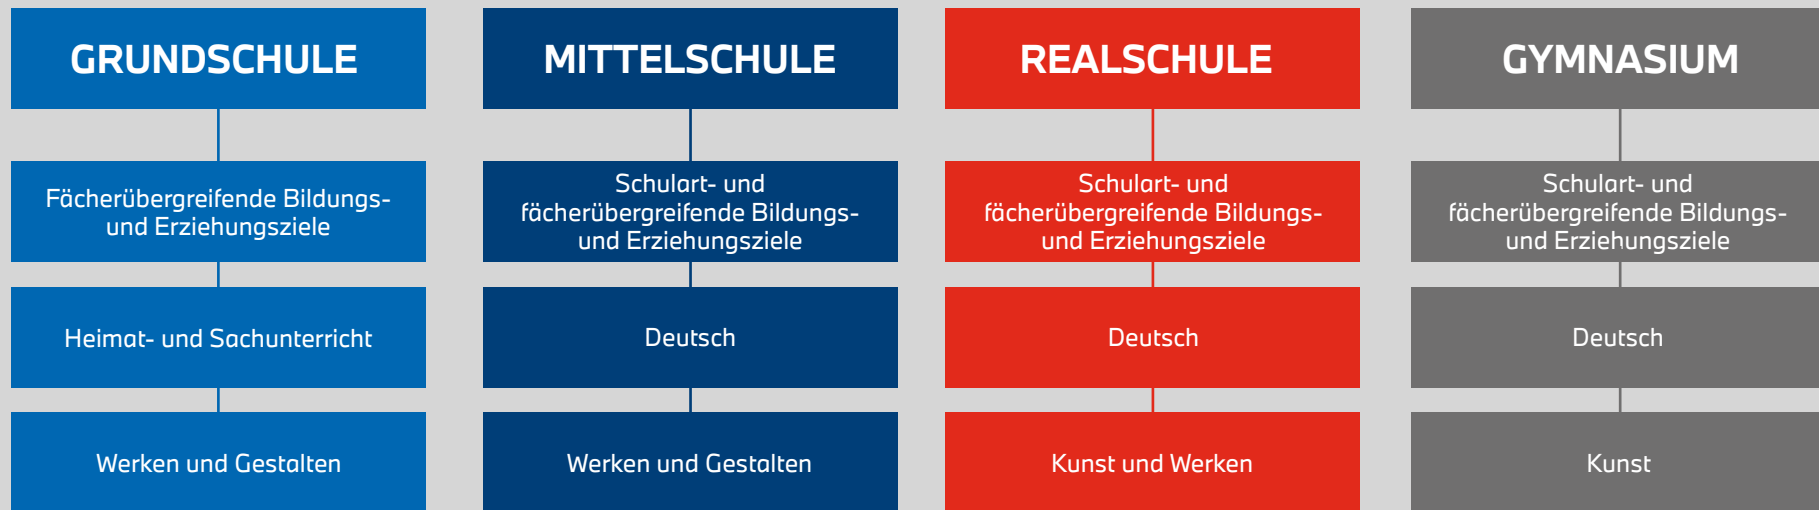 GRUNDSCHULE
Fächerübergreifende Bildungs-
und Erziehungsziele
Heimat- und Sachunterricht
Werken und Gestalten
MITTELSCHULE
Schulart- und
fächerübergreifende Bildungs-
und Erziehungsziele
Deutsch
Werken und Gestalten
REALSCHULE
Schulart- und
fächerübergreifende Bildungs-
und Erziehungsziele
Deutsch
Kunst und Werken
GYMNASIUM
Schulart- und
fächerübergreifende Bildungs-
und Erziehungsziele
Deutsch
Kunst